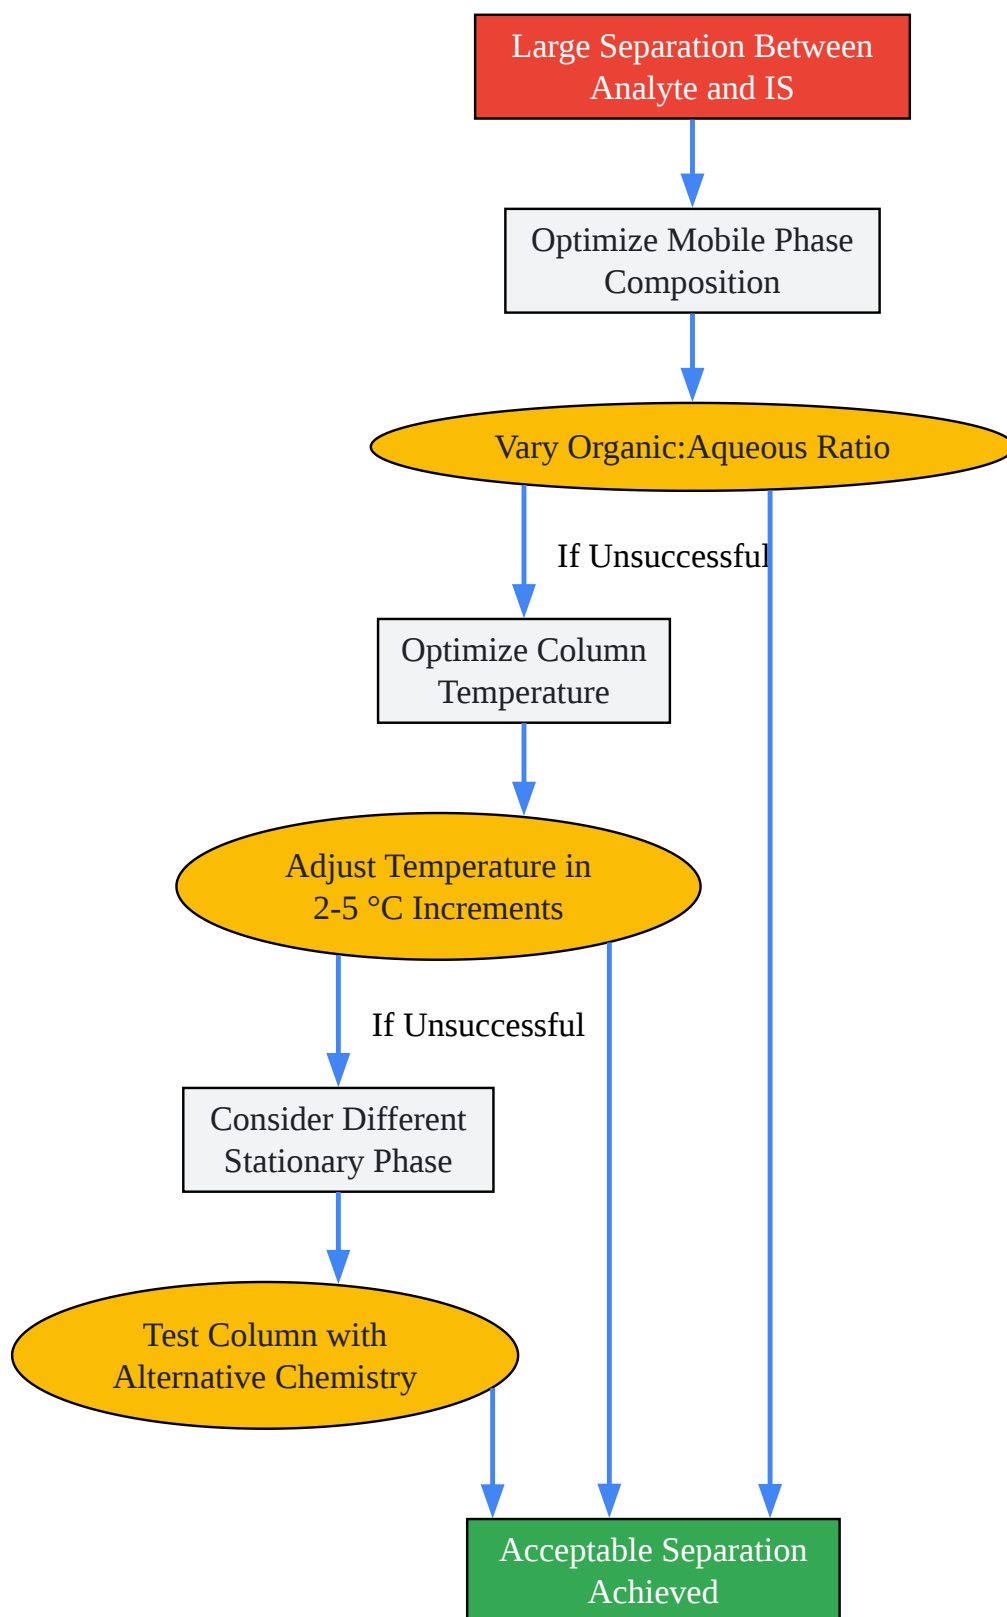 Large Separation Between
Analyte and IS
Optimize Mobile Phase
Composition
Vary Organic:Aqueous Ratio
If Unsuccessful
Optimize Column
Temperature
Adjust Temperature in
2-5 °C Increments
If Unsuccessful
Consider Different
Stationary Phase
Test Column with
Alternative Chemistry
Acceptable Separation
Achieved